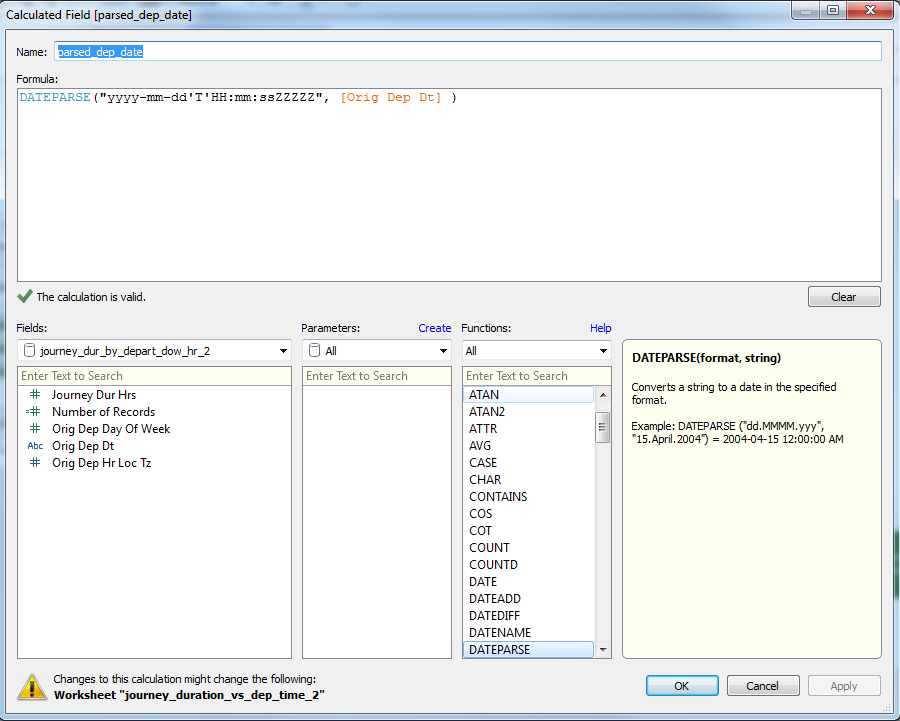 Calculated Field [parsed_dep_date]
Name: parsed_dep_date
Formula:
DATEPARSE("yyyy-mm-dd'T'HH:mm:ssZZZZZ", [Orig Dep Dt] )
The calculation is valid.
Clear
Fields:
journey_dur_by_depart_dow_hr_2
Enter Text to Search
Journey Dur Hrs
Number of Records
Orig Dep Day Of Week
Abc Orig Dep Dt
Orig Dep Hr Loc Tz
Parameters: Create
All
Enter Text to Search
Functions: Help
All
Enter Text to Search
ATAN
ATAN2
ATTR
AVG
CASE
CHAR
CONTAINS
COS
COT
COUNT
COUNTD
DATE
DATEADD
DATEDIFF
DATENAME
DATEPARSE
DATEPARSE(format, string)
Converts a string to a date in the specified
format.
Example: DATEPARSE ("dd.MMMM.yyy",
"15.April.2004") = 2004-04-15 12:00:00 AM
Changes to this calculation might change the following:
Worksheet "journey_duration_vs_dep_time_2"
OK Cancel Apply